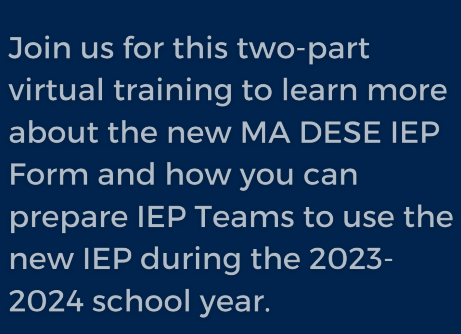 Join us for this two-part
virtual training to learn more
about the new MA DESE IEP
Form and how you can
prepare IEP Teams to use the
new IEP during the 2023-
2024 school year.